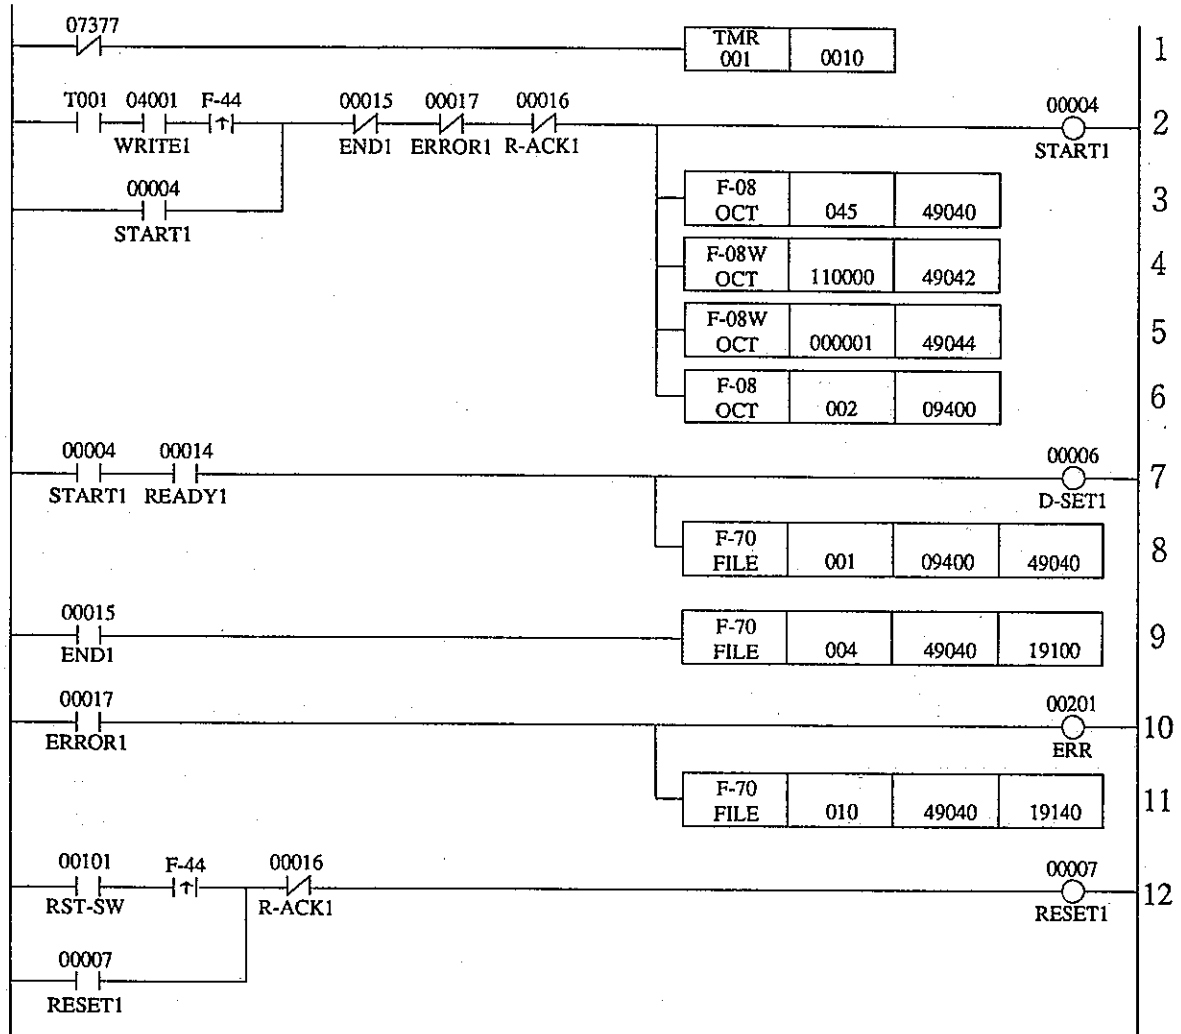 07377
TMR
001 0010
1
T001 04001 F-44 00015 00017 00016 00004
↑
2
WRITE1 END1 ERROR1 R-ACK1 START1
00004
START1
F-08
OCT 045 49040
3
F-08W
OCT 110000 49042
4
F-08W
OCT 000001 49044
5
F-08
OCT 002 09400
6
00004 00014 00006
7
START1 READY1 D-SET1
F-70
FILE 001 09400 49040
8
00015
END1
F-70
FILE 004 49040 19100
9
00017 00201
10
ERROR1 ERR
F-70
FILE 010 49040 19140
11
00101 F-44 00016 00007
↑
12
RST-SW R-ACK1 RESET1
00007
RESET1